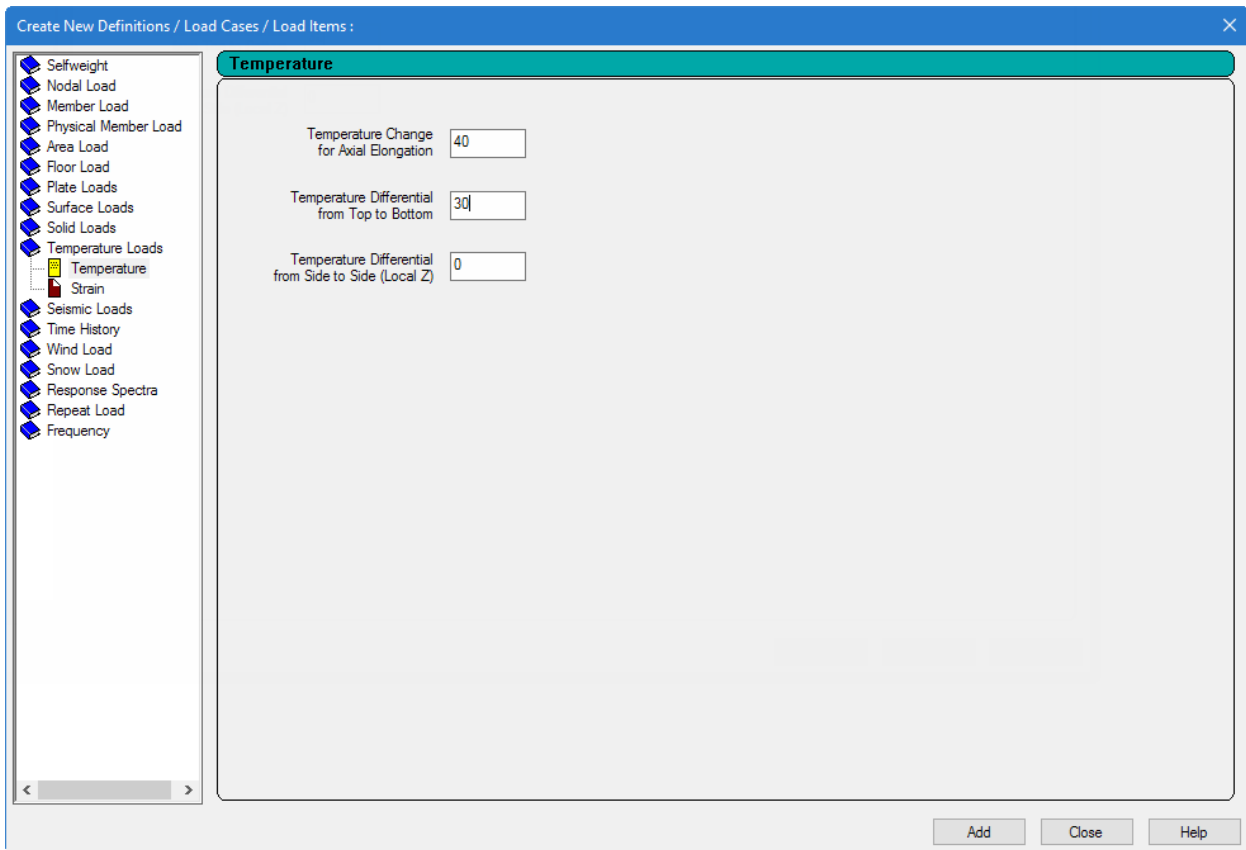 Create New Definitions / Load Cases / Load Items :
Selfweight
Nodal Load
Member Load
Physical Member Load
Area Load
Floor Load
Plate Loads
Surface Loads
Solid Loads
Temperature Loads
Temperature
Strain
Seismic Loads
Time History
Wind Load
Snow Load
Response Spectra
Repeat Load
Frequency
Temperature
Temperature Change
for Axial Elongation
40
Temperature Differential
from Top to Bottom
30
Temperature Differential
from Side to Side (Local Z)
0
Add
Close
Help